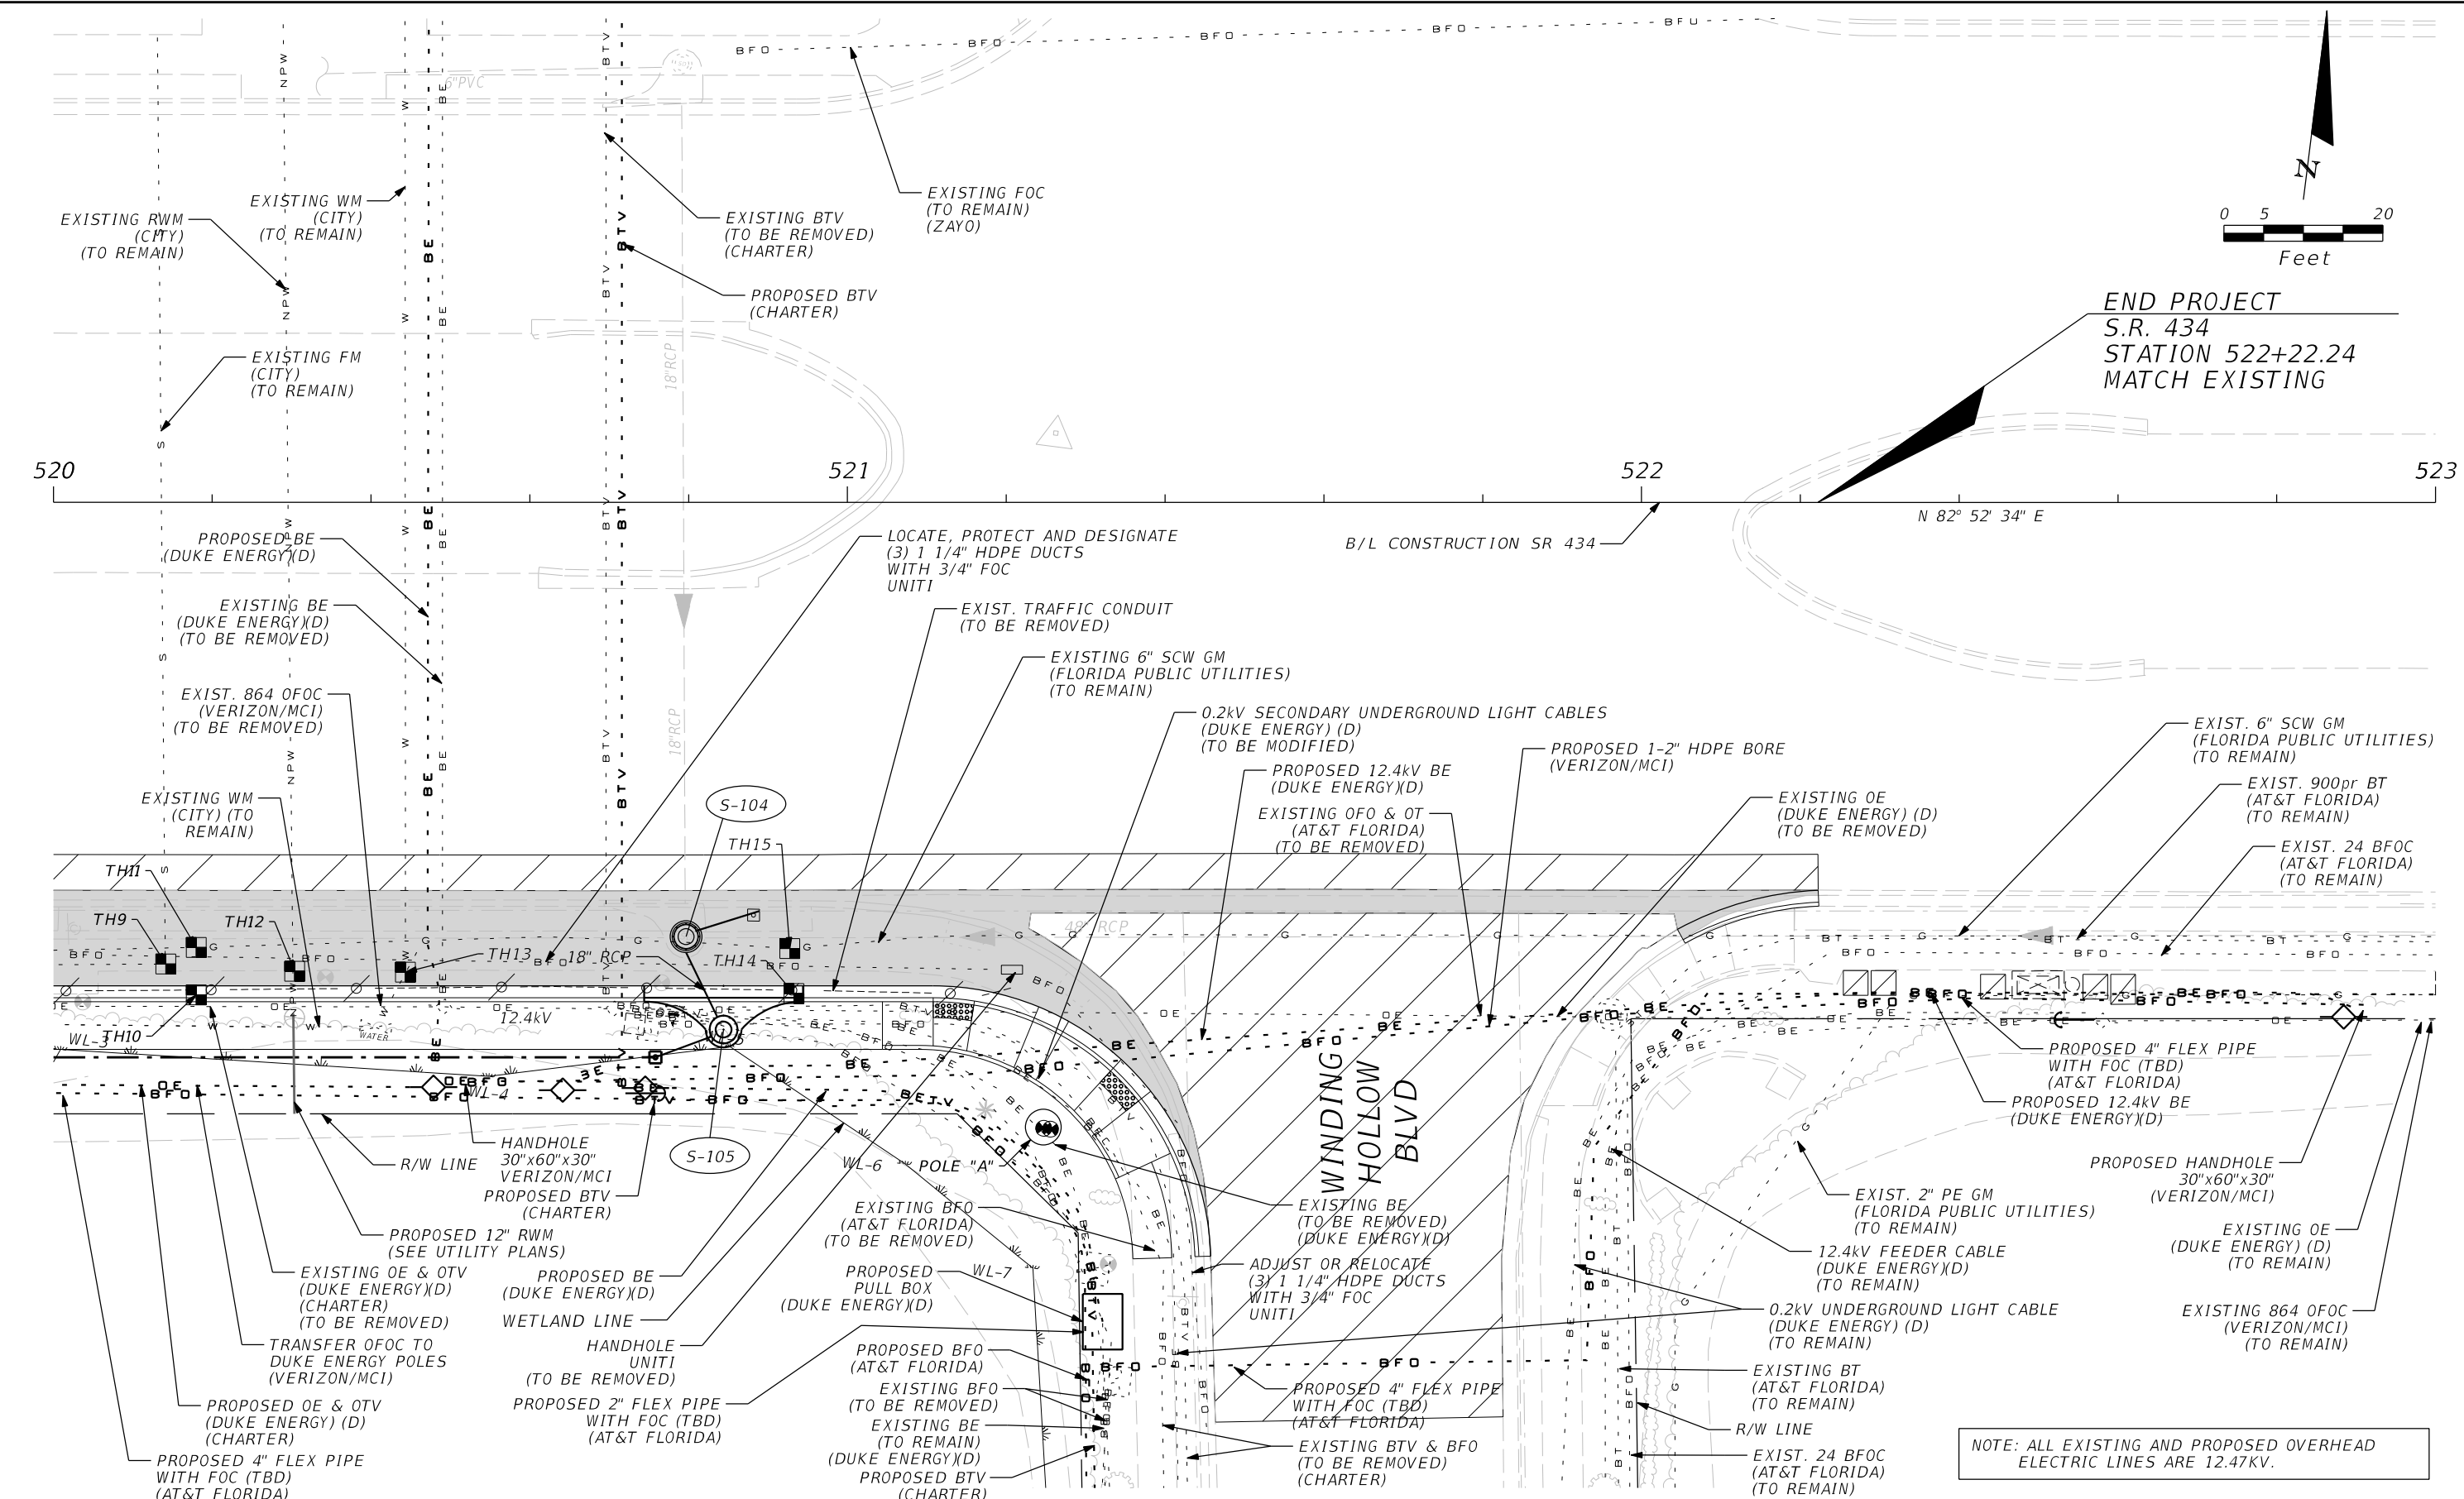 BFO BFO BFO BFO BFO
6"PVC
EXISTING RWM
(CITY)
(TO REMAIN)
EXISTING WM
(CITY)
(TO REMAIN)
EXISTING BTV
(TO BE REMOVED)
(CHARTER)
EXISTING FOC
(TO REMAIN)
(ZAYO)
PROPOSED BTV
(CHARTER)
N
0 5 20
Feet
END PROJECT
S.R. 434
STATION 522+22.24
MATCH EXISTING
EXISTING FM
(CITY)
(TO REMAIN)
18"RCP
520 521 522 523
N 82° 52' 34" E
B/L CONSTRUCTION SR 434
PROPOSED BE
(DUKE ENERGY)(D)
LOCATE, PROTECT AND DESIGNATE
(3) 1 1/4" HDPE DUCTS
WITH 3/4" FOC
UNITI
EXISTING BE
(DUKE ENERGY)(D)
(TO BE REMOVED)
EXIST. TRAFFIC CONDUIT
(TO BE REMOVED)
EXISTING 6" SCW GM
(FLORIDA PUBLIC UTILITIES)
(TO REMAIN)
EXIST. 864 OFOC
(VERIZON/MCI)
(TO BE REMOVED)
18"RCP
0.2kV SECONDARY UNDERGROUND LIGHT CABLES
(DUKE ENERGY) (D)
(TO BE MODIFIED)
PROPOSED 1-2" HDPE BORE
(VERIZON/MCI)
EXIST. 6" SCW GM
(FLORIDA PUBLIC UTILITIES)
(TO REMAIN)
PROPOSED 12.4kV BE
(DUKE ENERGY)(D)
EXIST. 900pr BT
(AT&T FLORIDA)
(TO REMAIN)
EXISTING WM
(CITY) (TO
REMAIN)
S-104
EXISTING OFO & OT
(AT&T FLORIDA)
(TO BE REMOVED)
EXISTING OE
(DUKE ENERGY) (D)
(TO BE REMOVED)
EXIST. 24 BFOC
(AT&T FLORIDA)
(TO REMAIN)
TH15
TH11
TH9
TH12
TH13
18" RCP
TH14
48" RCP
12.4kV
WATER
TH10
WL-3
WL-4
S-105
WINDING
HOLLOW
BLVD
HANDHOLE
30"x60"x30"
VERIZON/MCI
R/W LINE
PROPOSED BTV
(CHARTER)
WL-6
POLE "A"
PROPOSED 4" FLEX PIPE
WITH FOC (TBD)
(AT&T FLORIDA)
PROPOSED 12.4kV BE
(DUKE ENERGY)(D)
PROPOSED HANDHOLE
30"x60"x30"
(VERIZON/MCI)
EXIST. 2" PE GM
(FLORIDA PUBLIC UTILITIES)
(TO REMAIN)
EXISTING BFO
(AT&T FLORIDA)
(TO BE REMOVED)
EXISTING BE
(TO BE REMOVED)
(DUKE ENERGY)(D)
PROPOSED 12" RWM
(SEE UTILITY PLANS)
EXISTING OE
(DUKE ENERGY) (D)
(TO REMAIN)
12.4kV FEEDER CABLE
(DUKE ENERGY)(D)
(TO REMAIN)
EXISTING OE & OTV
(DUKE ENERGY)(D)
(CHARTER)
(TO BE REMOVED)
PROPOSED BE
(DUKE ENERGY)(D)
PROPOSED
PULL BOX
(DUKE ENERGY)(D)
WL-7
ADJUST OR RELOCATE
(3) 1 1/4" HDPE DUCTS
WITH 3/4" FOC
UNITI
WETLAND LINE
0.2kV UNDERGROUND LIGHT CABLE
(DUKE ENERGY) (D)
(TO REMAIN)
EXISTING 864 OFOC
(VERIZON/MCI)
(TO REMAIN)
TRANSFER OFOC TO
DUKE ENERGY POLES
(VERIZON/MCI)
HANDHOLE
UNITI
(TO BE REMOVED)
PROPOSED BFO
(AT&T FLORIDA)
EXISTING BT
(AT&T FLORIDA)
(TO REMAIN)
PROPOSED OE & OTV
(DUKE ENERGY) (D)
(CHARTER)
PROPOSED 2" FLEX PIPE
WITH FOC (TBD)
(AT&T FLORIDA)
EXISTING BFO
(TO BE REMOVED)
PROPOSED 4" FLEX PIPE
WITH FOC (TBD)
(AT&T FLORIDA)
EXISTING BE
(TO REMAIN)
(DUKE ENERGY)(D)
R/W LINE
EXISTING BTV & BFO
(TO BE REMOVED)
(CHARTER)
PROPOSED 4" FLEX PIPE
WITH FOC (TBD)
(AT&T FLORIDA)
PROPOSED BTV
(CHARTER)
EXIST. 24 BFOC
(AT&T FLORIDA)
(TO REMAIN)
NOTE: ALL EXISTING AND PROPOSED OVERHEAD
ELECTRIC LINES ARE 12.47KV.